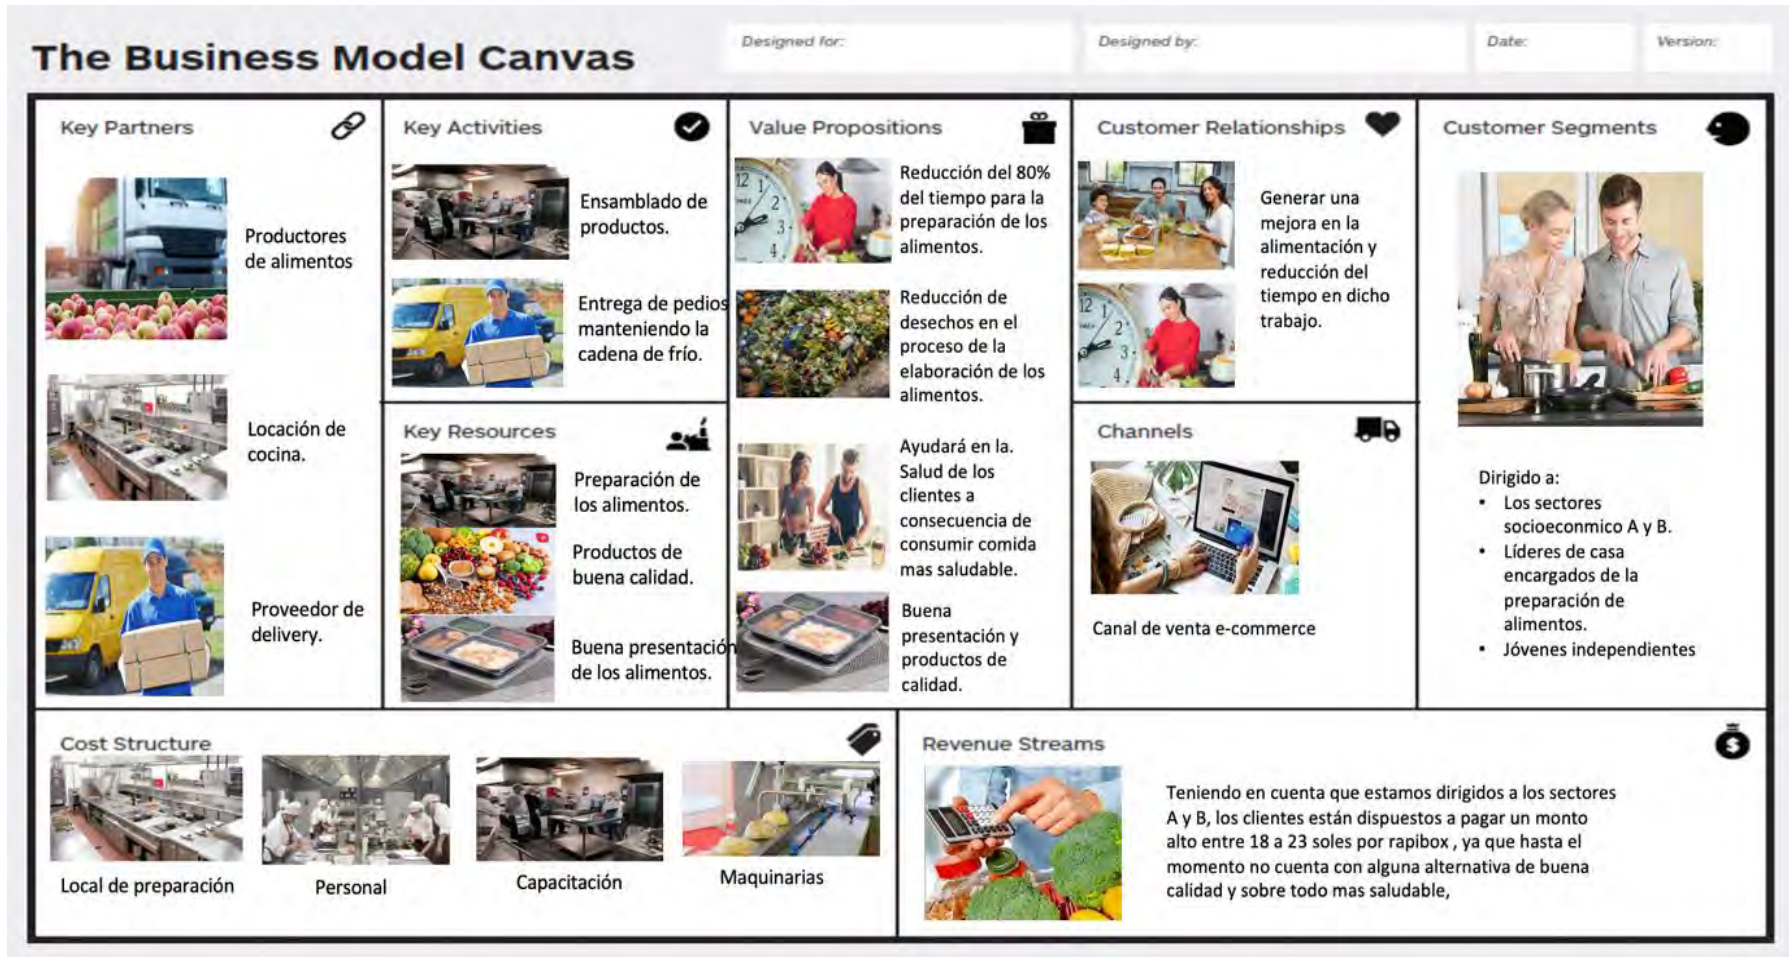 The Business Model Canvas
Designed for:
Designed by:
Date:
Version:
Key Partners
Productores
de alimentos
Locación de
cocina.
Proveedor de
delivery.
Key Activities
Ensamblado de
productos.
Entrega de pedios
manteniendo la
cadena de frío.
Key Resources
Preparación de
los alimentos.
Productos de
buena calidad.
Buena presentación
de los alimentos.
Value Propositions
Reducción del 80%
del tiempo para la
preparación de los
alimentos.
Reducción de
desechos en el
proceso de la
elaboración de los
alimentos.
Ayudará en la.
Salud de los
clientes a
consecuencia de
consumir comida
mas saludable.
Buena
presentación y
productos de
calidad.
Customer Relationships
Generar una
mejora en la
alimentación y
reducción del
tiempo en dicho
trabajo.
Channels
Canal de venta e-commerce
Customer Segments
Dirigido a:
• Los sectores
socioeconmico A y B.
• Líderes de casa
encargados de la
preparación de
alimentos.
• Jóvenes independientes
Cost Structure
Local de preparación
Personal
Capacitación
Maquinarias
Revenue Streams
Teniendo en cuenta que estamos dirigidos a los sectores
A y B, los clientes están dispuestos a pagar un monto
alto entre 18 a 23 soles por rapibox , ya que hasta el
momento no cuenta con alguna alternativa de buena
calidad y sobre todo mas saludable,